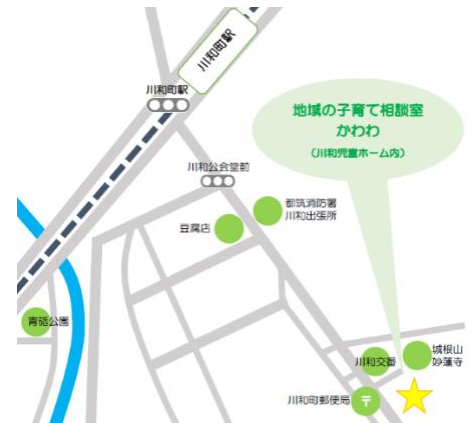 川和町駅
川和町駅
地域の子育て相談室
かわわ
(川和児童ホーム内)
川和公会堂前
都筑消防署
川和出張所
豆腐店
青砥公園
城根山
妙蓮寺
川和交番
川和町郵便局
〒